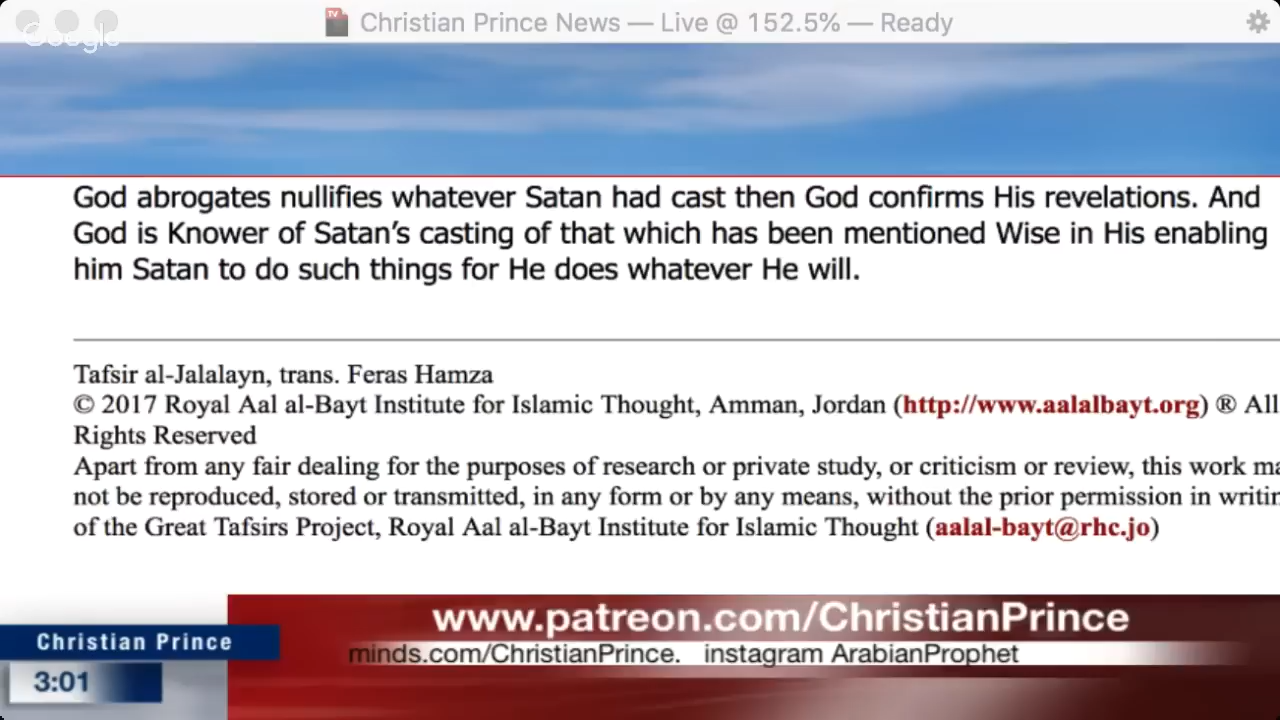 Google
Christian Prince News — Live @ 152.5% — Ready
God abrogates nullifies whatever Satan had cast then God confirms His revelations. And
God is Knower of Satan’s casting of that which has been mentioned Wise in His enabling
him Satan to do such things for He does whatever He will.
Tafsir al-Jalalayn, trans. Feras Hamza
© 2017 Royal Aal al-Bayt Institute for Islamic Thought, Amman, Jordan (http://www.aalalbayt.org) ® All
Rights Reserved
Apart from any fair dealing for the purposes of research or private study, or criticism or review, this work ma
not be reproduced, stored or transmitted, in any form or by any means, without the prior permission in writin
of the Great Tafsirs Project, Royal Aal al-Bayt Institute for Islamic Thought (aalal-bayt@rhc.jo)
www.patreon.com/ChristianPrince
Christian Prince
minds.com/ChristianPrince. instagram ArabianProphet
3:01